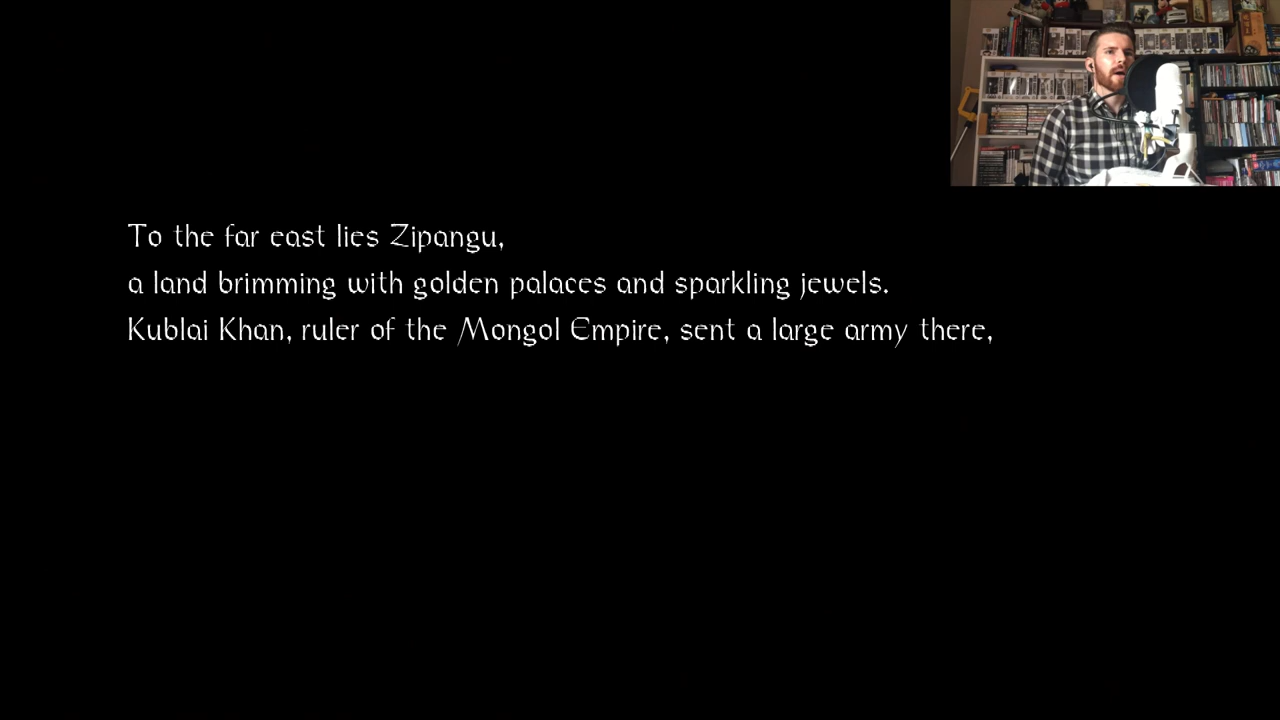 To the far east lies Zipangu,
a land brimming with golden palaces and sparkling jewels.
Kublai Khan, ruler of the Mongol Empire, sent a large army there,